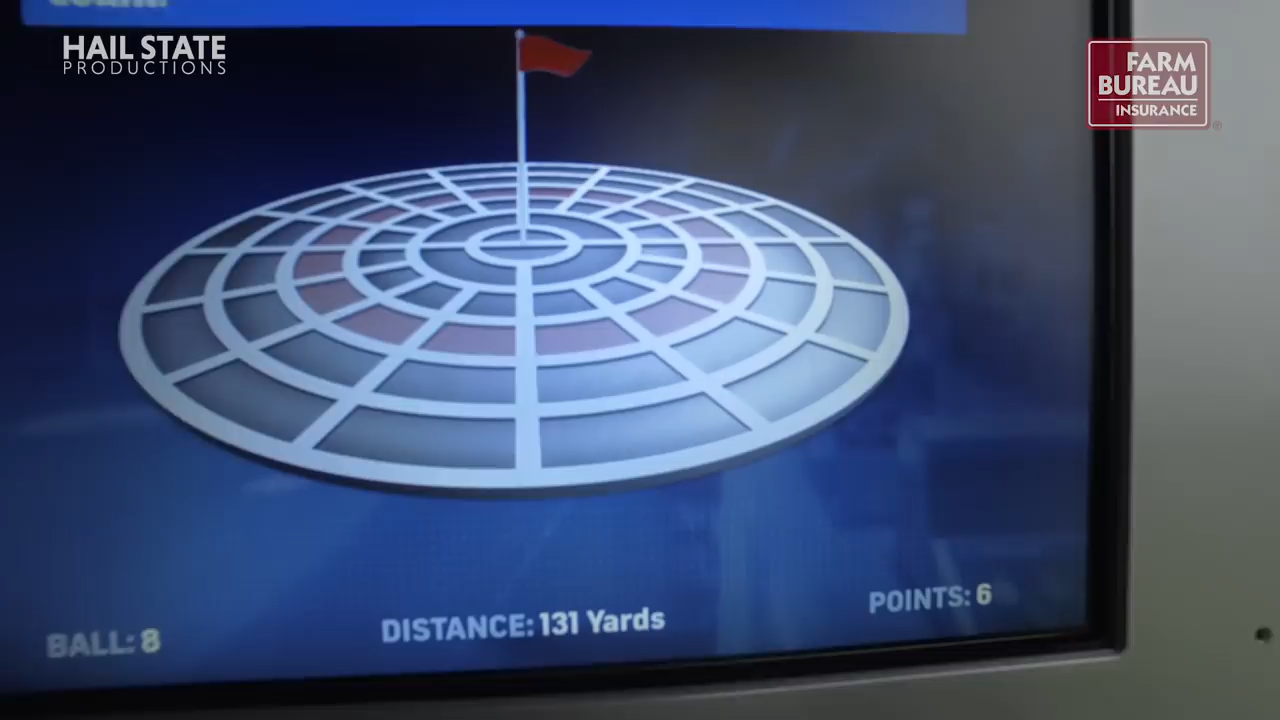 HAIL STATE
PRODUCTIONS
FARM
BUREAU
INSURANCE
BALL: 8
DISTANCE: 131 Yards
POINTS: 6